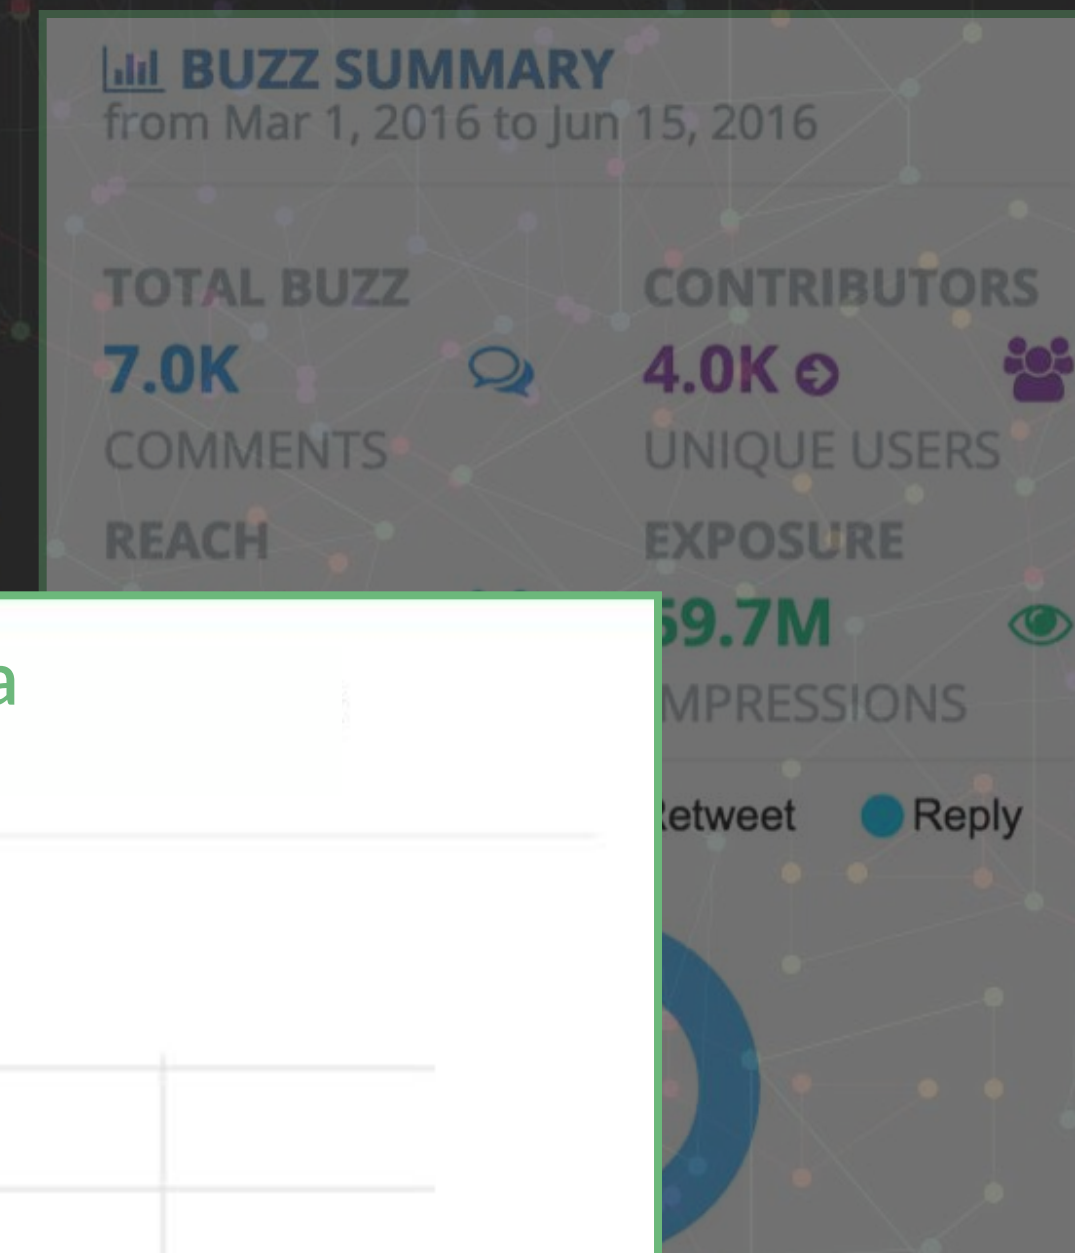 BUZZ SUMMARY
from Mar 1, 2016 to Jun 15, 2016
TOTAL BUZZ
CONTRIBUTORS
7.0K
4.0K
COMMENTS
UNIQUE USERS
REACH
EXPOSURE
59.7M
a
MPRESSIONS
etweet
Reply